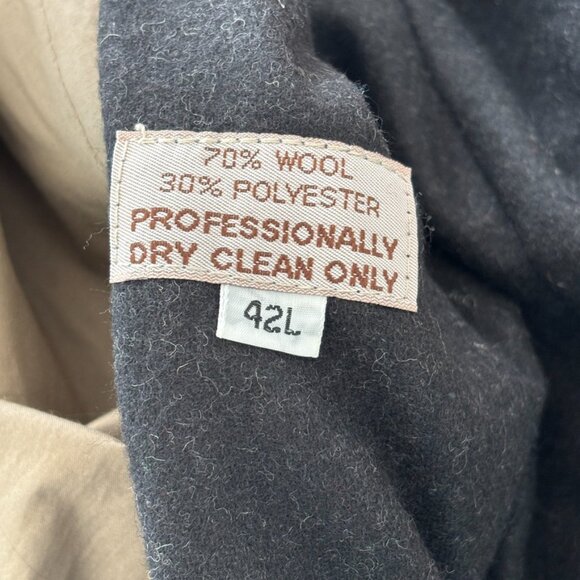 70% WOOL
30% POLYESTER
PROFESSIONALLY
DRY CLEAN ONLY
42L